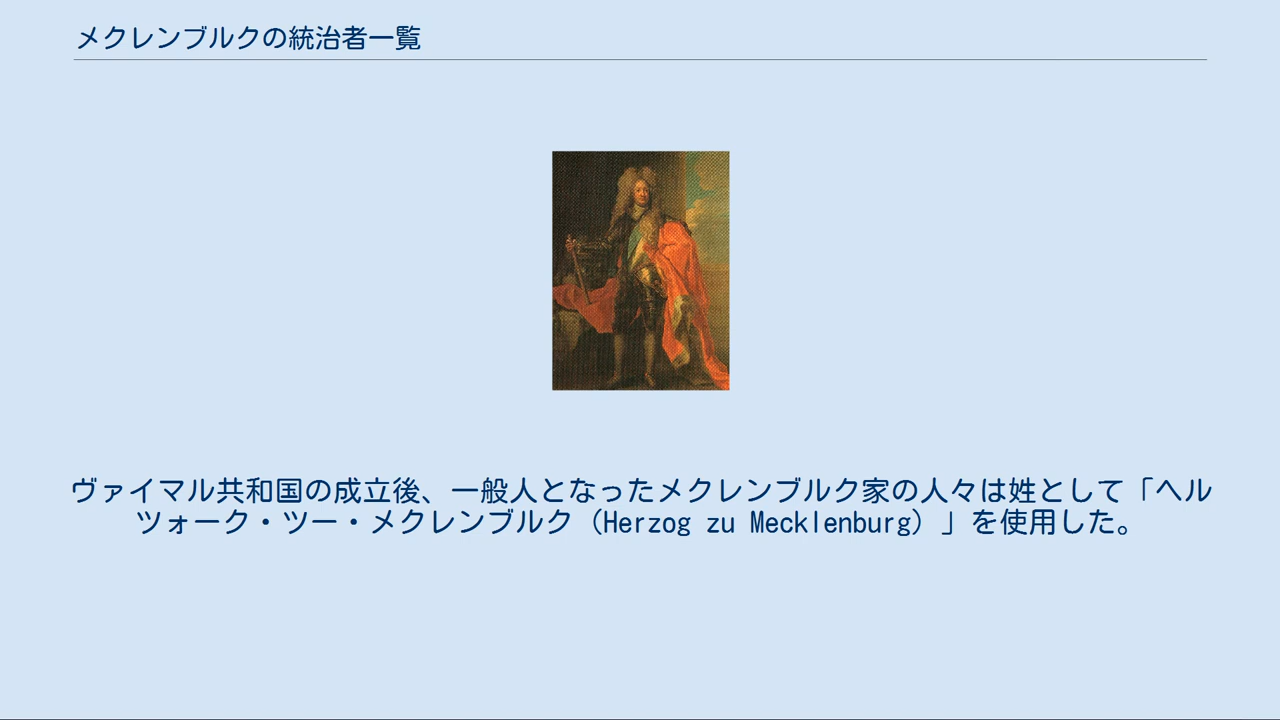 メクレンブルクの統治者一覧
ヴァイマル共和国の成立後、一般人となったメクレンブルク家の人々は姓として「ヘル
ツォーク・ツー・メクレンブルク（Herzog zu Mecklenburg）」を使用した。